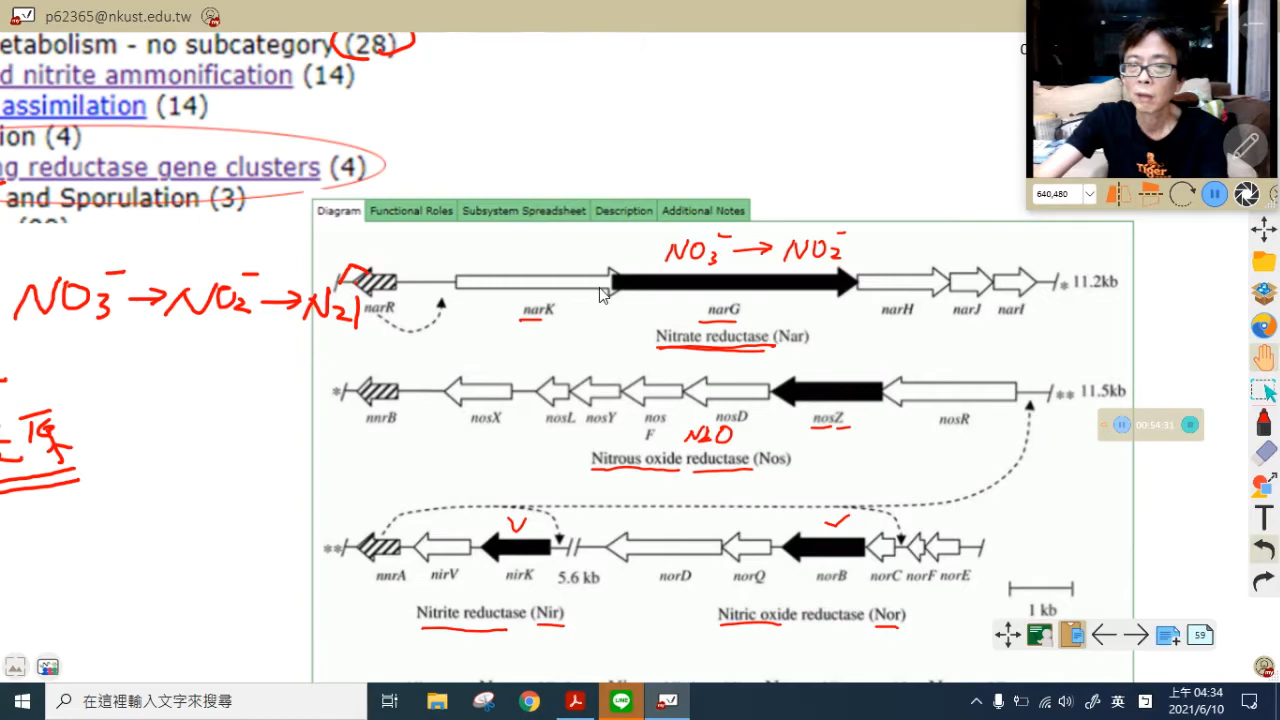 p62365@nkust.edu.tw
etabolism - no subcategory (28)
d nitrite ammonification (14)
assimilation (14)
ion (4)
ng reductase gene clusters (4)
and Sporulation (3)
640,480
Diagram Functional Roles Subsystem Spreadsheet Description Additional Notes
NO3- → NO2-
NO3- → NO2- → N2
* 11.2kb
narR narK narG narH narJ narI
Nitrate reductase (Nar)
* ** 11.5kb
nnrB nosX nosL nosY nos F nosD nosZ nosR
N2O
Nitrous oxide reductase (Nos)
00:54:31
原
**
nnrA nirV nirK 5.6 kb norD norQ norB norC norF norE
Nitrite reductase (Nir) Nitric oxide reductase (Nor)
1 kb
59
在這裡輸入文字來搜尋
英
上午 04:34
2021/6/10